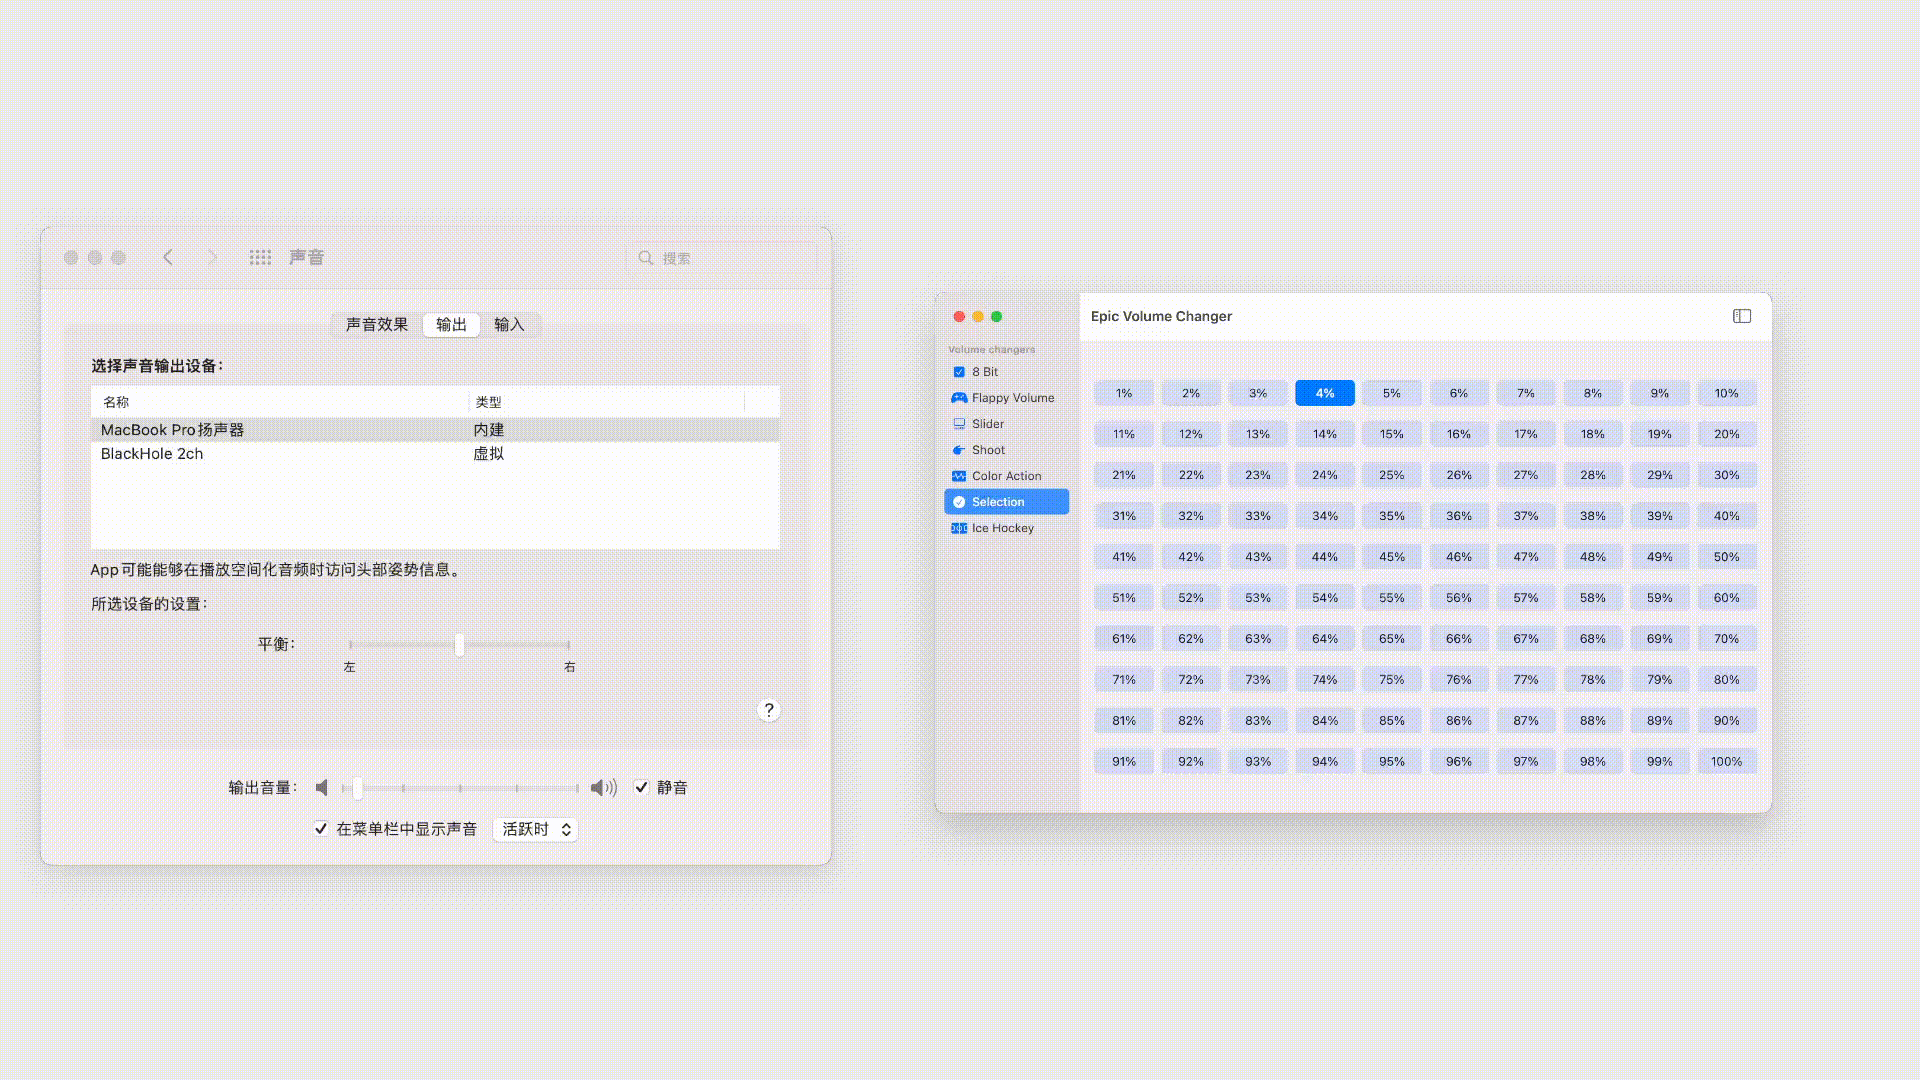 声音
搜索
声音效果 输出 输入
选择声音输出设备：
名称 类型
MacBook Pro扬声器 内建
BlackHole 2ch 虚拟
App可能能够在播放空间化音频时访问头部姿势信息。
所选设备的设置：
平衡：
左 右
?
输出音量： 静音
在菜单栏中显示声音 活跃时
Epic Volume Changer
Volume changers
8 Bit
Flappy Volume
Slider
Shoot
Color Action
Selection
Ice Hockey
1% 2% 3% 4% 5% 6% 7% 8% 9% 10%
11% 12% 13% 14% 15% 16% 17% 18% 19% 20%
21% 22% 23% 24% 25% 26% 27% 28% 29% 30%
31% 32% 33% 34% 35% 36% 37% 38% 39% 40%
41% 42% 43% 44% 45% 46% 47% 48% 49% 50%
51% 52% 53% 54% 55% 56% 57% 58% 59% 60%
61% 62% 63% 64% 65% 66% 67% 68% 69% 70%
71% 72% 73% 74% 75% 76% 77% 78% 79% 80%
81% 82% 83% 84% 85% 86% 87% 88% 89% 90%
91% 92% 93% 94% 95% 96% 97% 98% 99% 100%